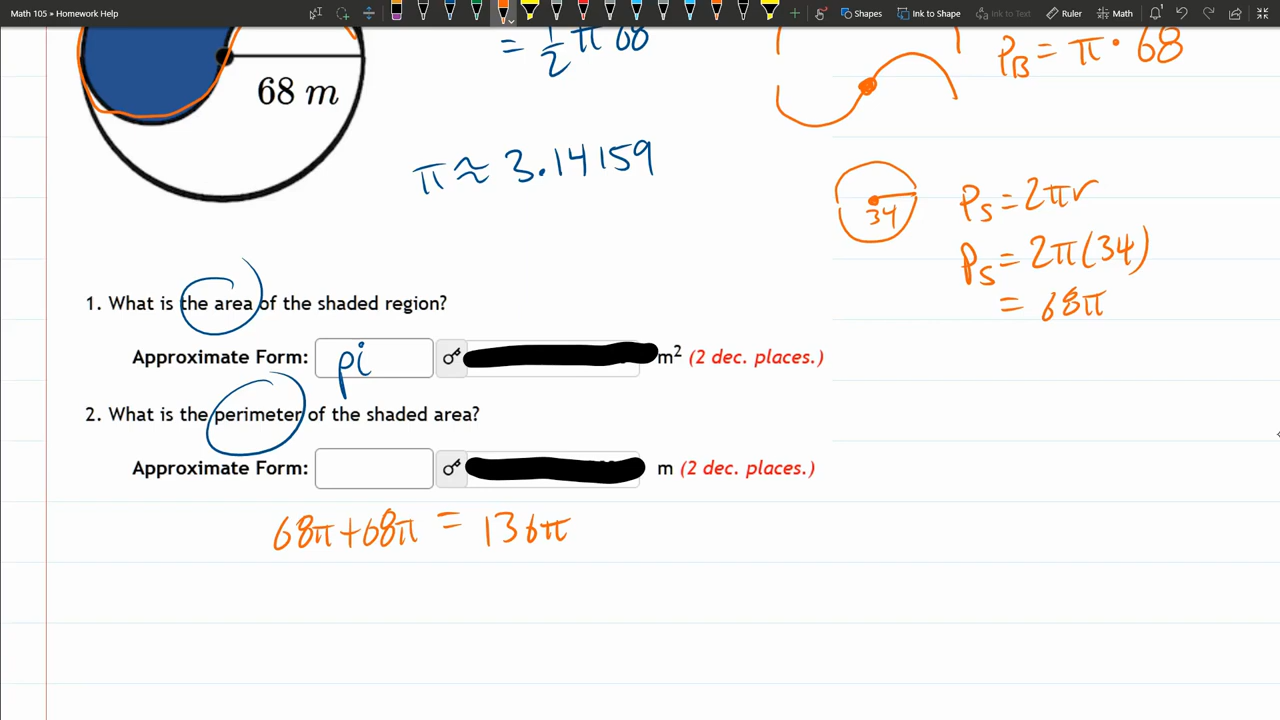 Math 105 » Homework Help
Shapes
Ink to Shape
Ink to Text
Ruler
Math
= 1/2 π 68
P_B = π · 68
68 m
π ≈ 3.14159
34
P_S = 2πr
P_S = 2π(34)
= 68π
1. What is the area of the shaded region?
Approximate Form: pi m² (2 dec. places.)
2. What is the perimeter of the shaded area?
Approximate Form: m (2 dec. places.)
68π + 68π = 136π